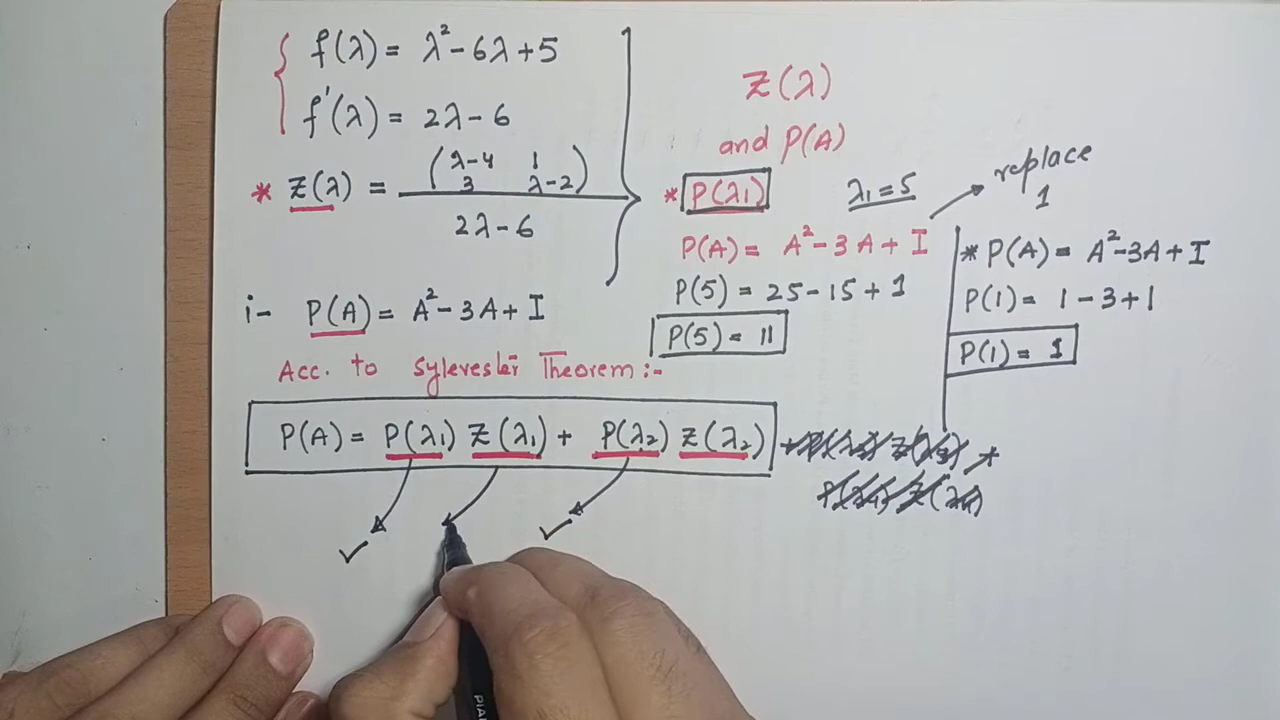 f(λ) = λ² - 6λ + 5
f'(λ) = 2λ - 6
* Z(λ) = (λ-4 1
3 λ-2)
2λ - 6
i- P(A) = A² - 3A + I
Acc. to Sylevester Theorem :-
P(A) = P(λ₁) Z(λ₁) + P(λ₂) Z(λ₂)
Z(λ)
and P(A)
* P(λ₁) λ₁ = 5
P(A) = A² - 3A + I
P(5) = 25 - 15 + 1
P(5) = 11
replace
1
* P(A) = A² - 3A + I
P(1) = 1 - 3 + 1
P(1) = 1